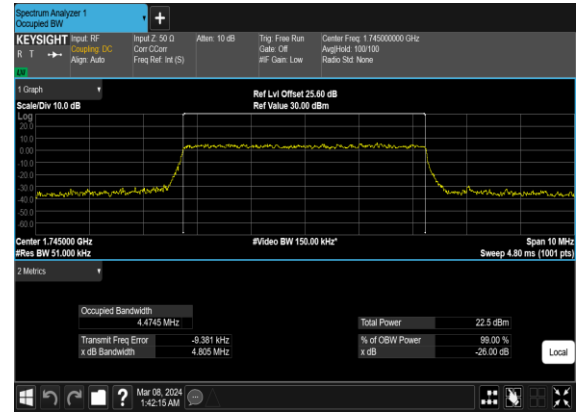 Spectrum Analyzer 1
Occupied BW
+
KEYSIGHT
R T
Input: RF
Coupling: DC
Align: Auto
Input Z: 50 Ω
Corr CCorr
Freq Ref: Int (S)
Atten: 10 dB
Trig: Free Run
Gate: Off
#IF Gain: Low
Center Freq: 1.745000000 GHz
Avg|Hold: 100/100
Radio Std: None
1 Graph
Scale/Div 10.0 dB
Ref Lvl Offset 25.60 dB
Ref Value 30.00 dBm
Log
20.0
10.0
0.00
-10.0
-20.0
-30.0
-40.0
-50.0
-60.0
Center 1.745000 GHz
#Res BW 51.000 kHz
#Video BW 150.00 kHz*
Span 10 MHz
Sweep 4.80 ms (1001 pts)
2 Metrics
Occupied Bandwidth
4.4745 MHz
Total Power 22.5 dBm
Transmit Freq Error -9.381 kHz
% of OBW Power 99.00 %
x dB Bandwidth 4.805 MHz
x dB -26.00 dB
Local
?
Mar 08, 2024
1:42:15 AM